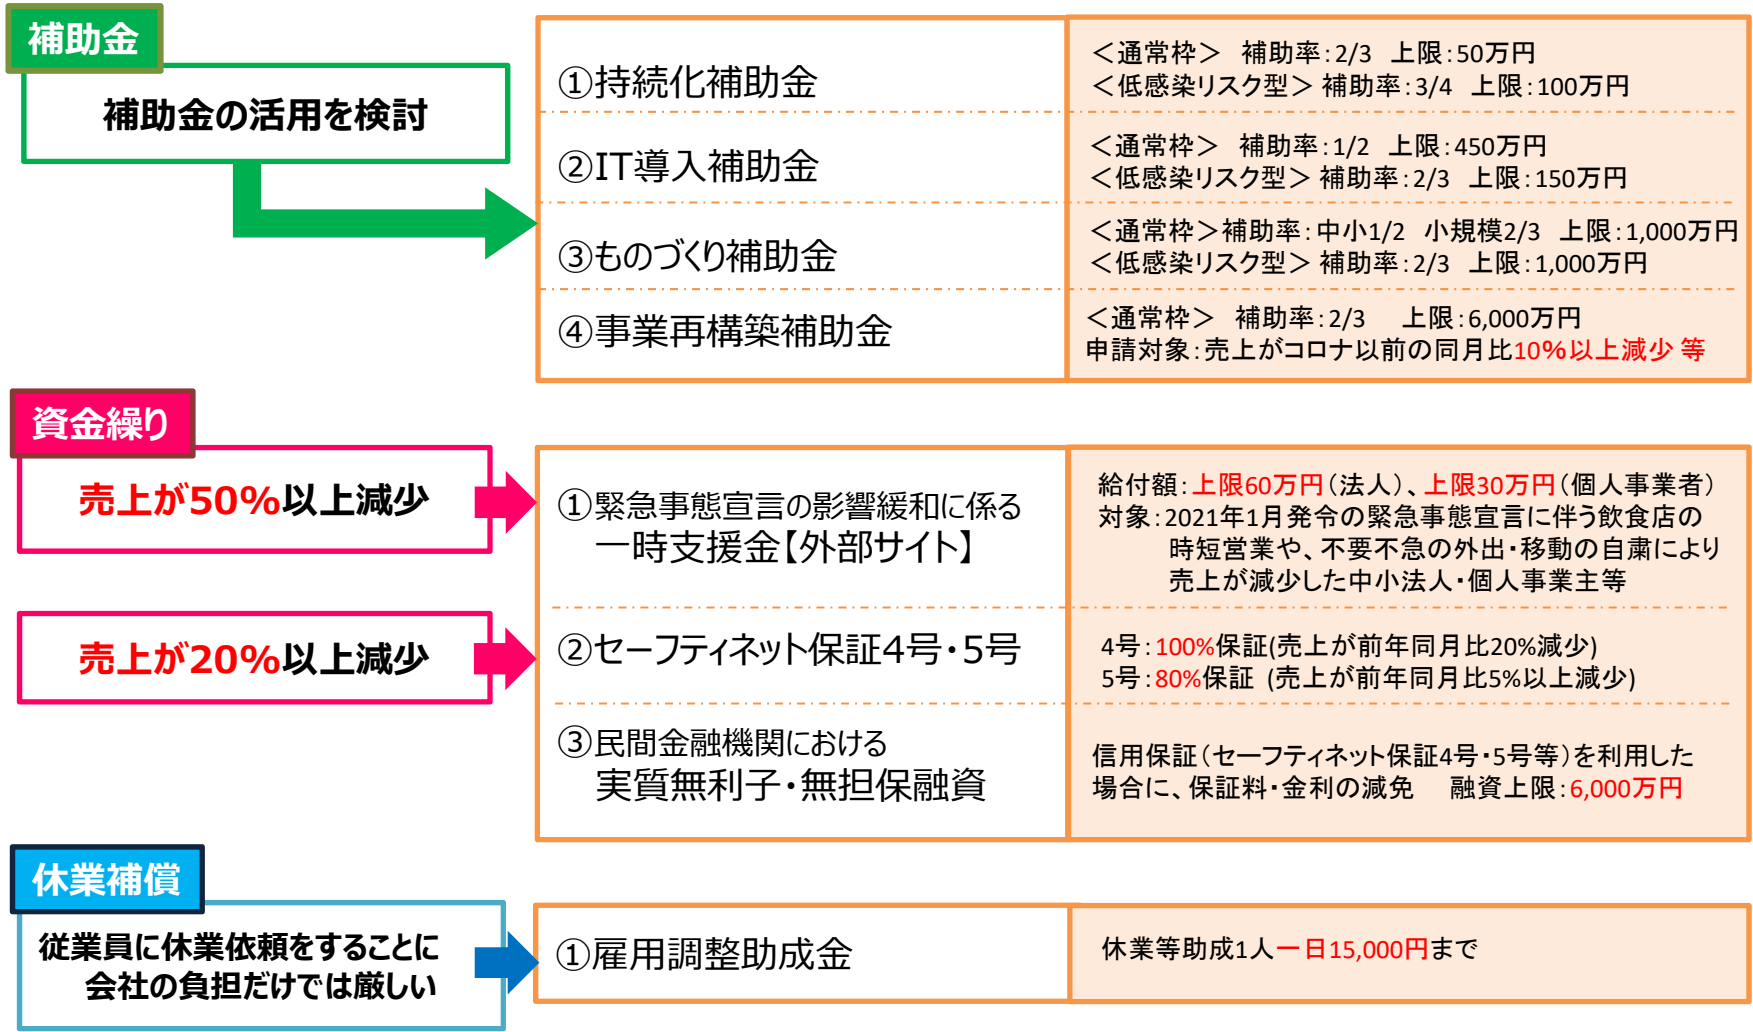 補助金
補助金の活用を検討
①持続化補助金
＜通常枠＞　補助率：2/3　上限：50万円
＜低感染リスク型＞ 補助率：3/4　上限：100万円
②IT導入補助金
＜通常枠＞　補助率：1/2　上限：450万円
＜低感染リスク型＞ 補助率：2/3　上限：150万円
③ものづくり補助金
＜通常枠＞補助率：中小1/2　小規模2/3　上限：1,000万円
＜低感染リスク型＞ 補助率：2/3　上限：1,000万円
④事業再構築補助金
＜通常枠＞　補助率：2/3　　上限：6,000万円
申請対象：売上がコロナ以前の同月比10％以上減少 等
資金繰り
売上が50％以上減少
売上が20％以上減少
①緊急事態宣言の影響緩和に係る
一時支援金【外部サイト】
給付額：上限60万円（法人）、上限30万円（個人事業者）
対象：2021年1月発令の緊急事態宣言に伴う飲食店の
時短営業や、不要不急の外出・移動の自粛により
売上が減少した中小法人・個人事業主等
②セーフティネット保証4号・5号
4号：100%保証(売上が前年同月比20%減少)
5号：80%保証 (売上が前年同月比5%以上減少)
③民間金融機関における
実質無利子・無担保融資
信用保証（セーフティネット保証4号・5号等）を利用した
場合に、保証料・金利の減免　融資上限：6,000万円
休業補償
従業員に休業依頼をすることに
会社の負担だけでは厳しい
①雇用調整助成金
休業等助成1人一日15,000円まで